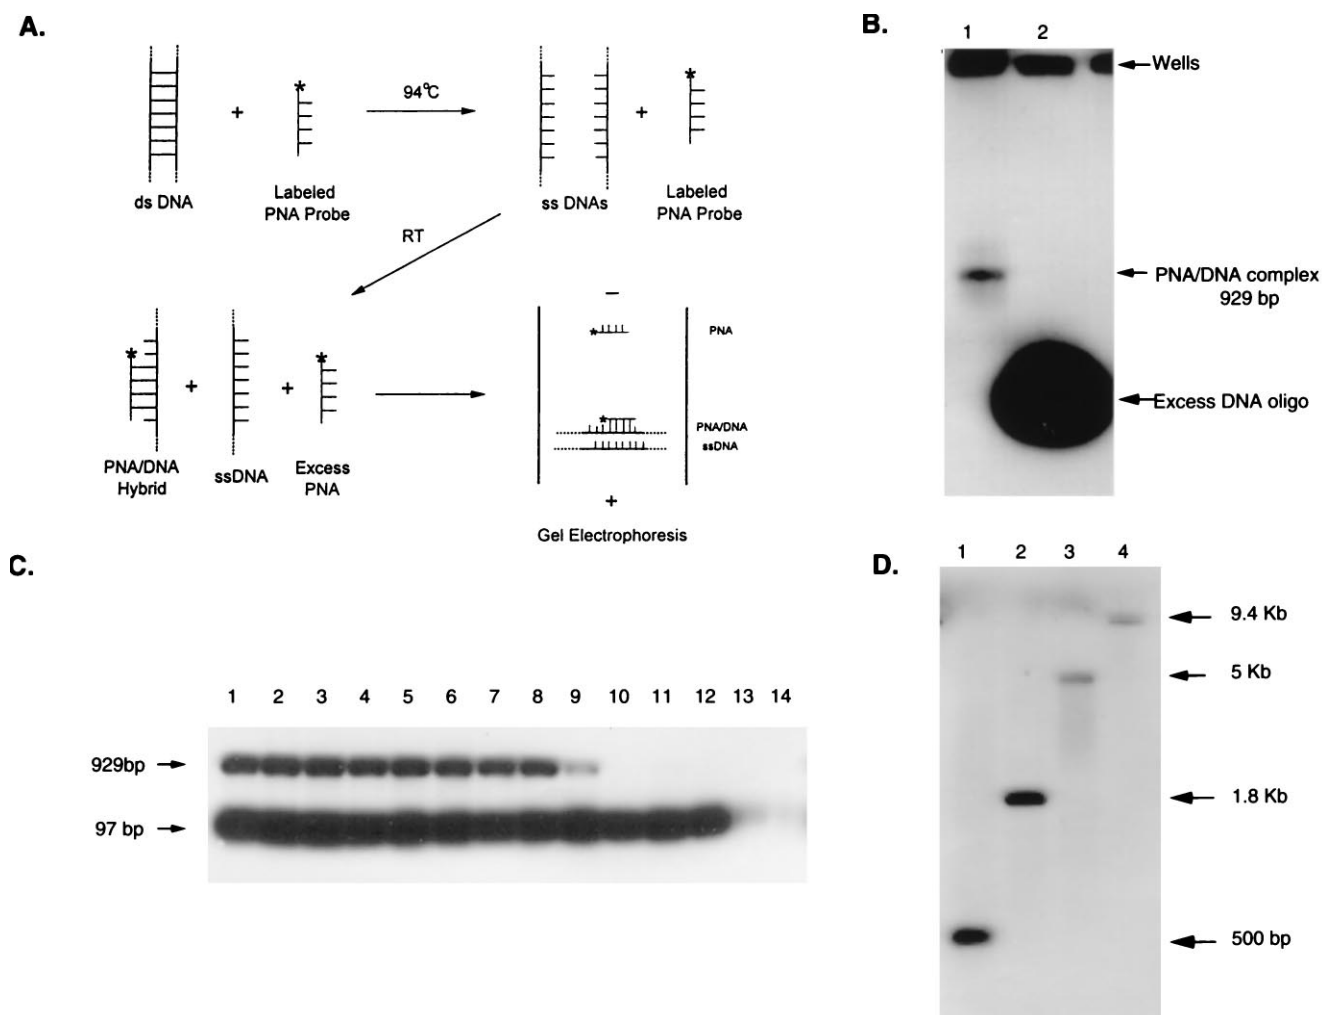 A.
ds DNA
+
*
Labeled
PNA Probe
94°C
ss DNAs
+
*
Labeled
PNA Probe
RT
*
PNA/DNA
Hybrid
+
ssDNA
+
*
Excess
PNA
−
*
PNA
*
PNA/DNA
ssDNA
+
Gel Electrophoresis
B.
1 2
Wells
PNA/DNA complex
929 bp
Excess DNA oligo
C.
1 2 3 4 5 6 7 8 9 10 11 12 13 14
929bp
97 bp
D.
1 2 3 4
9.4 Kb
5 Kb
1.8 Kb
500 bp